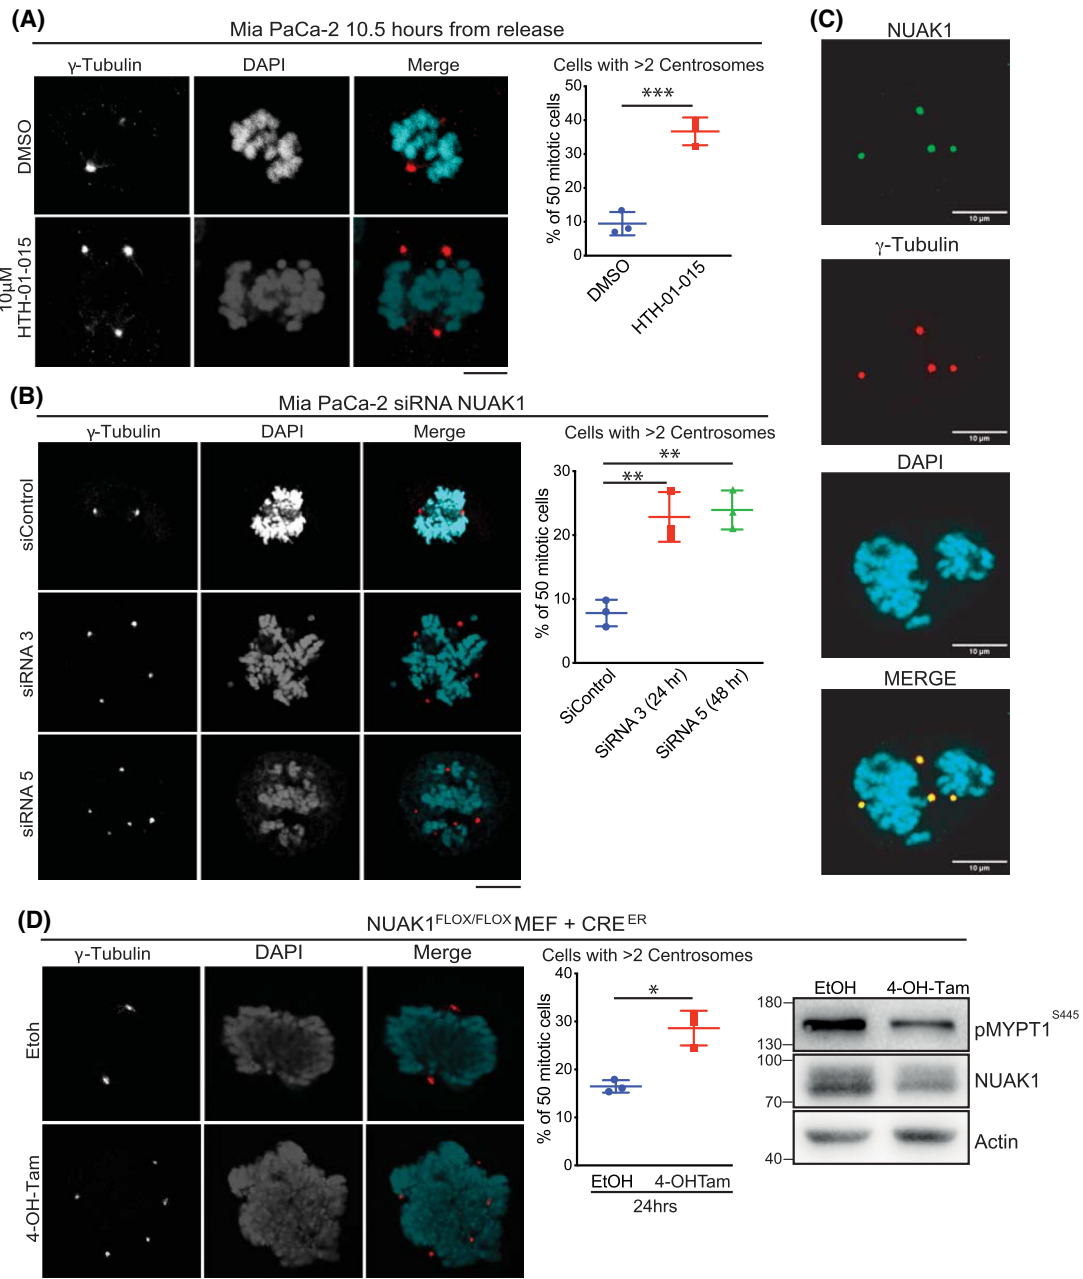 (A)
Mia PaCa-2 10.5 hours from release
γ-Tubulin DAPI Merge
DMSO
10µM
HTH-01-015
Cells with >2 Centrosomes
% of 50 mitotic cells
50
40
30
20
10
0
***
DMSO
HTH-01-015
(B)
Mia PaCa-2 siRNA NUAK1
γ-Tubulin DAPI Merge
siControl
siRNA 3
siRNA 5
Cells with >2 Centrosomes
% of 50 mitotic cells
30
20
10
0
**
**
SiControl
SiRNA 3 (24 hr)
SiRNA 5 (48 hr)
(C)
NUAK1
10 µm
γ-Tubulin
10 µm
DAPI
10 µm
MERGE
10 µm
(D)
NUAK1FLOX/FLOX MEF + CREER
γ-Tubulin DAPI Merge
Etoh
4-OH-Tam
Cells with >2 Centrosomes
% of 50 mitotic cells
40
30
20
10
0
*
EtOH 4-OHTam
24hrs
EtOH 4-OH-Tam
180
130
pMYPT1S445
100
70
NUAK1
40
Actin